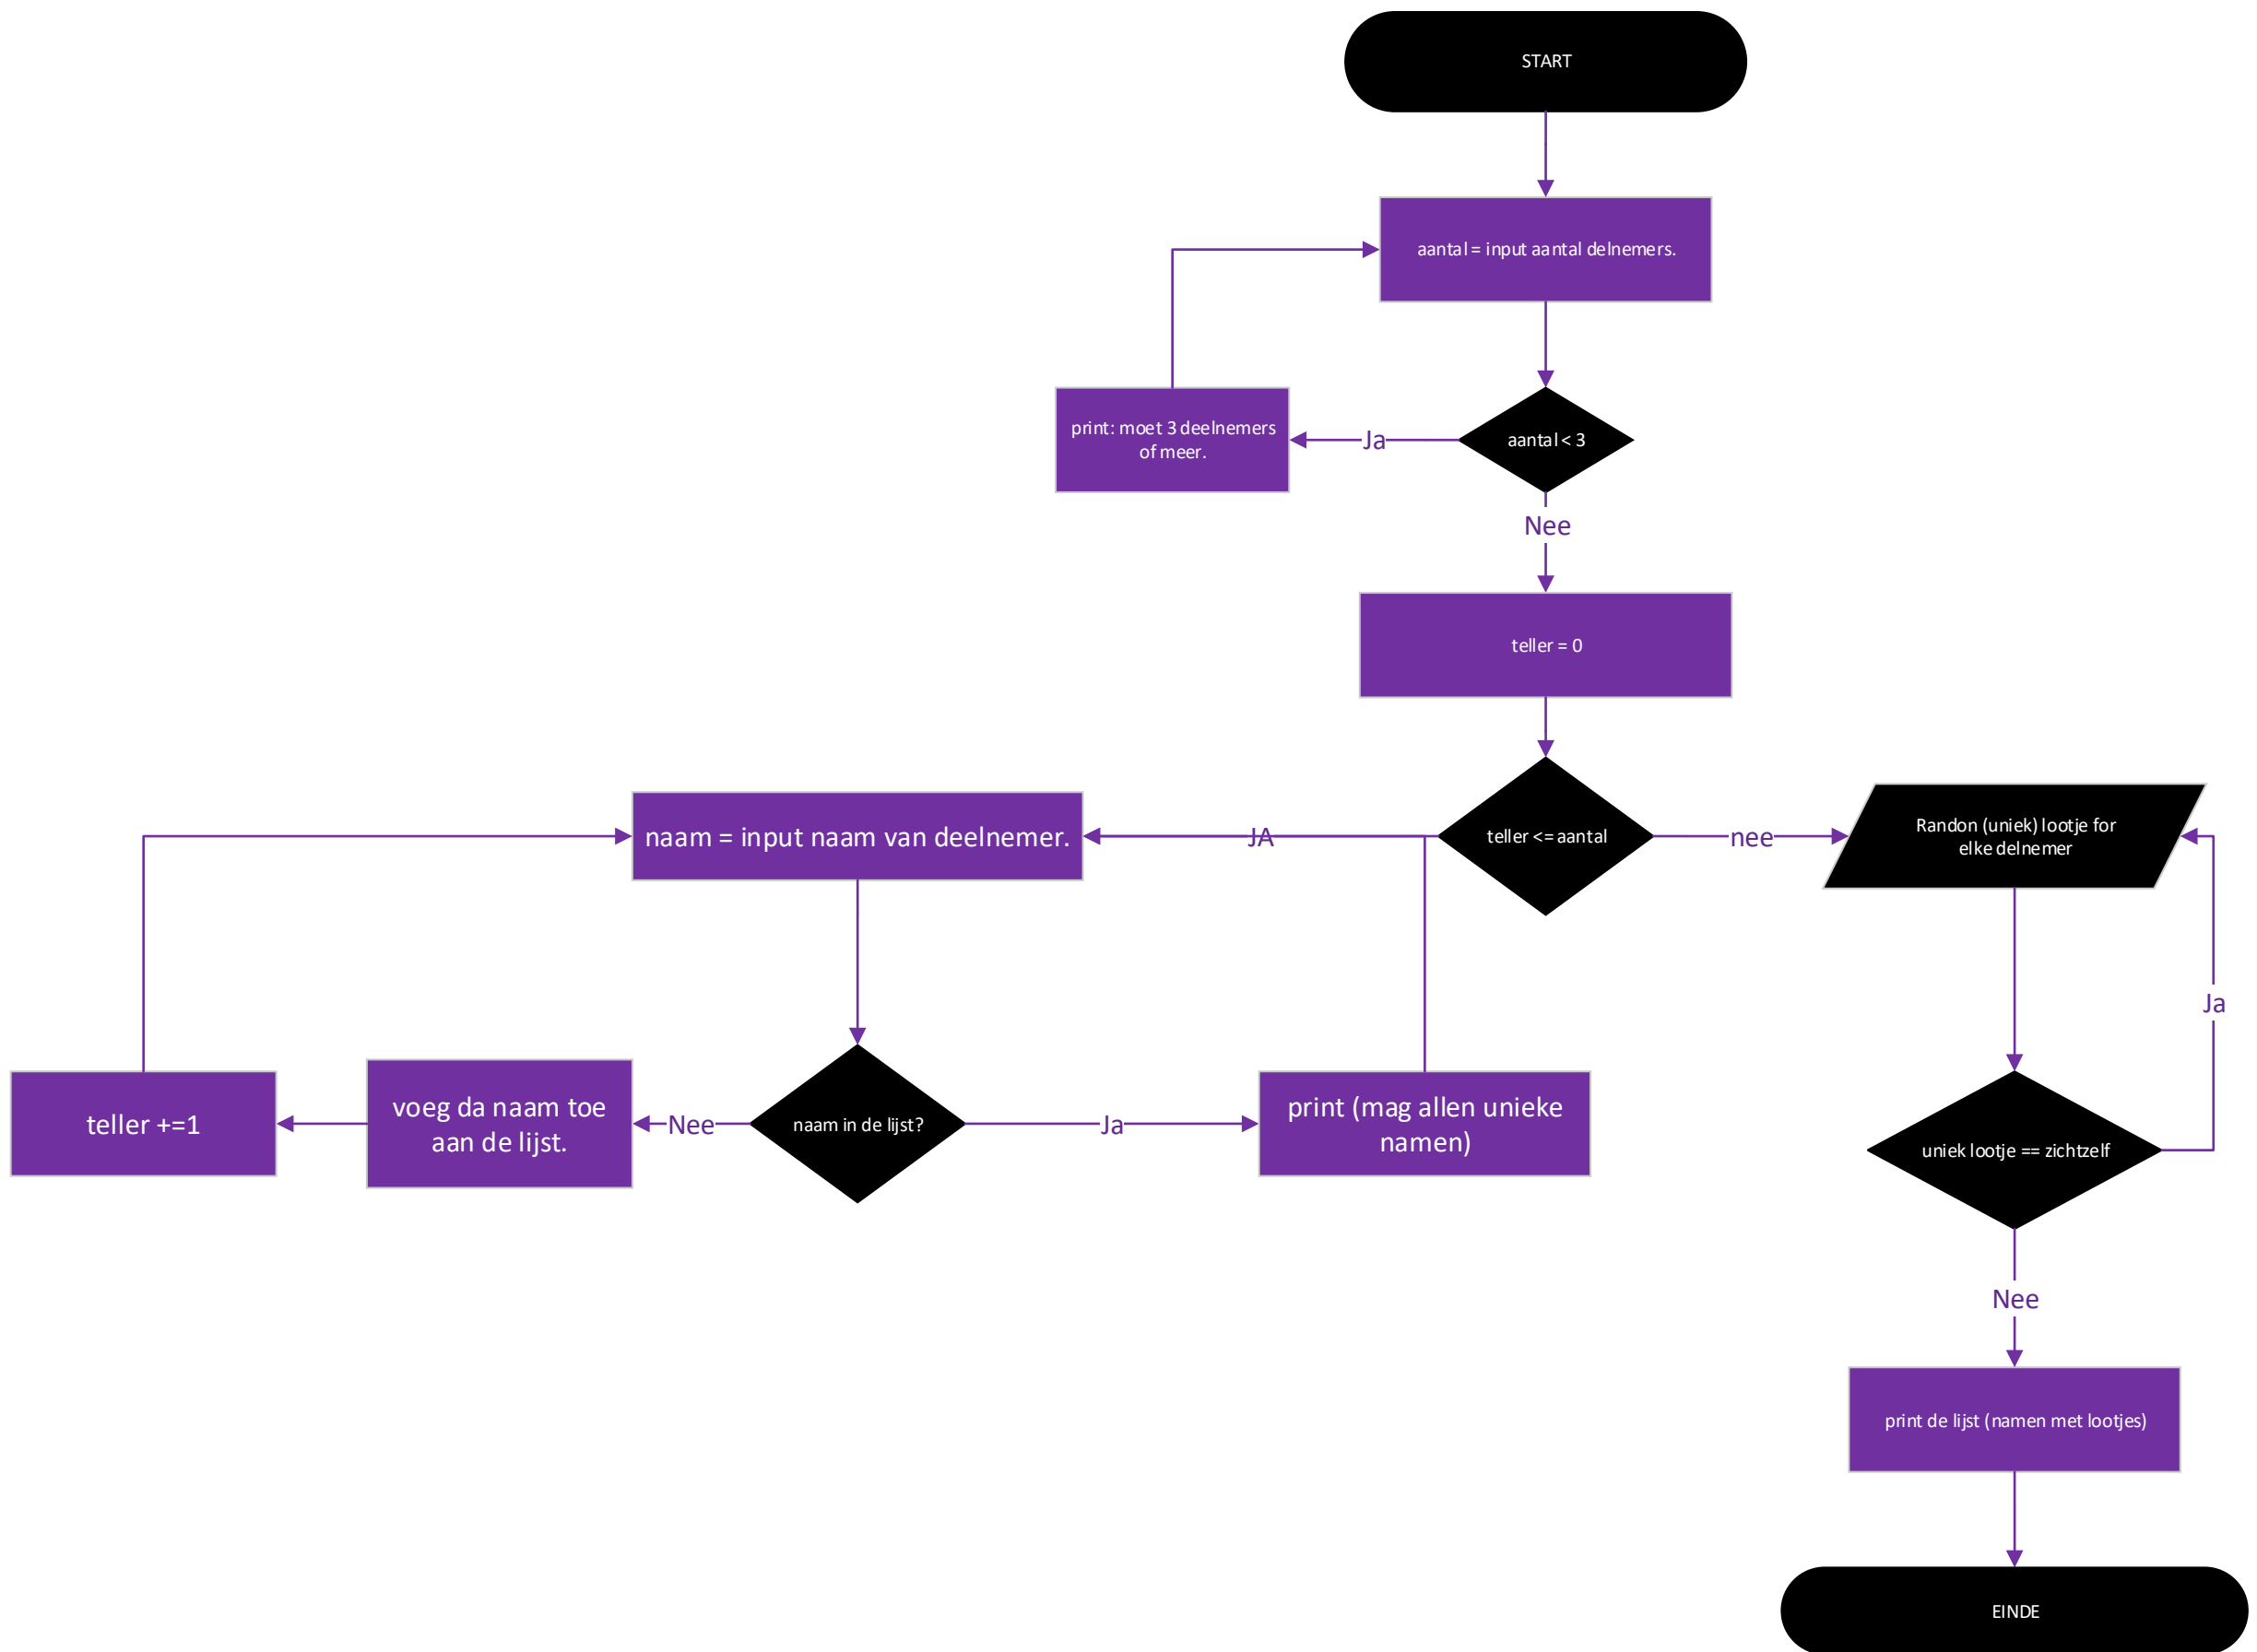 START
aantal = input aantal delnemers.
print: moet 3 deelnemers
of meer.
Ja
aantal < 3
Nee
teller = 0
naam = input naam van deelnemer.
JA
teller <= aantal
nee
Randon (uniek) lootje for
elke delnemer
Ja
teller +=1
voeg da naam toe
aan de lijst.
Nee
naam in de lijst?
Ja
print (mag allen unieke
namen)
uniek lootje == zichtzelf
Nee
print de lijst (namen met lootjes)
EINDE